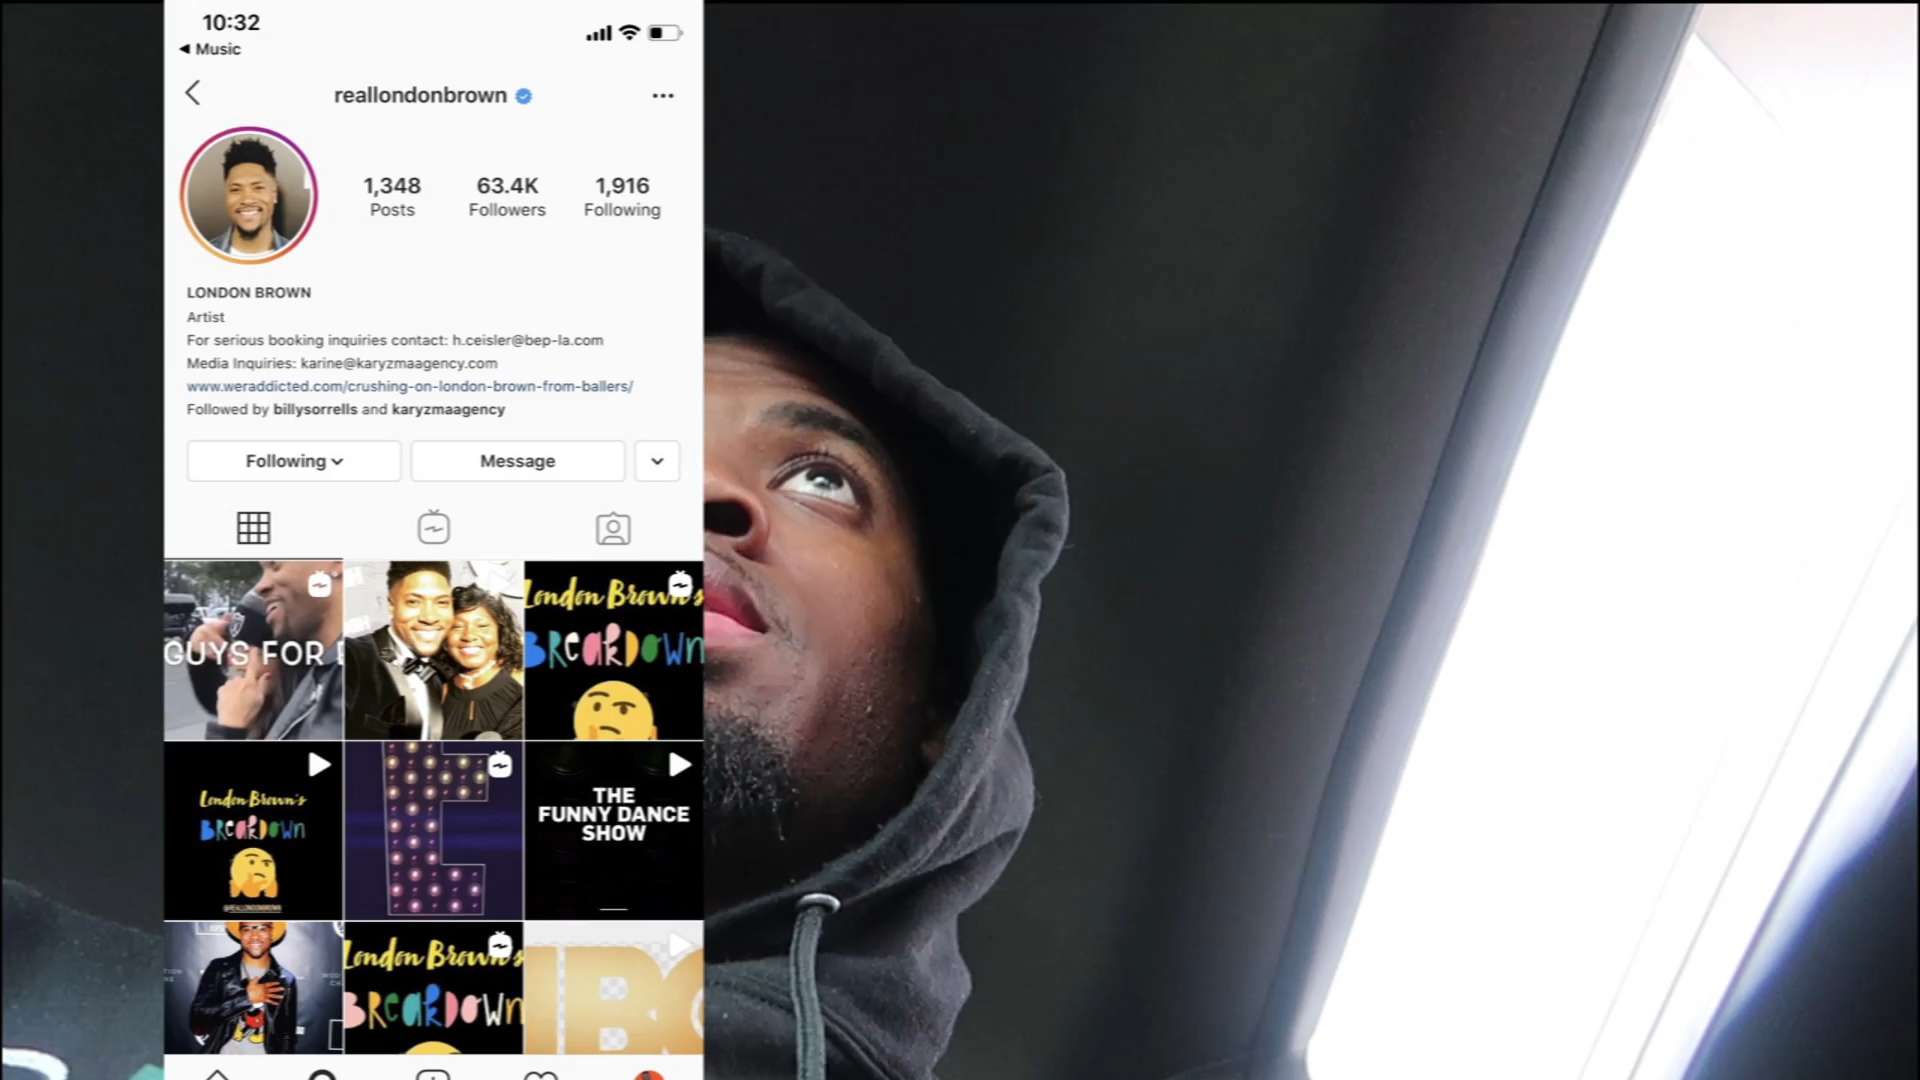 10:32
Music
reallondonbrown
1,348
63.4K
1,916
Posts
Followers
Following
LONDON BROWN
Artist
For serious booking inquiries contact: h.ceisler@bep-la.com
Media Inquiries: karine@karyzmaagency.com
www.weraddicted.com/crushing-on-london-brown-from-ballers/
Followed by billysorrells and karyzmaagency
Following
Message
GUYS FOR
London Brown's
BREAKDOWN
London Brown's
BREAKDOWN
@REALLONDONBROWN
E
THE
FUNNY DANCE
SHOW
London Brown's
BREAKDOWN